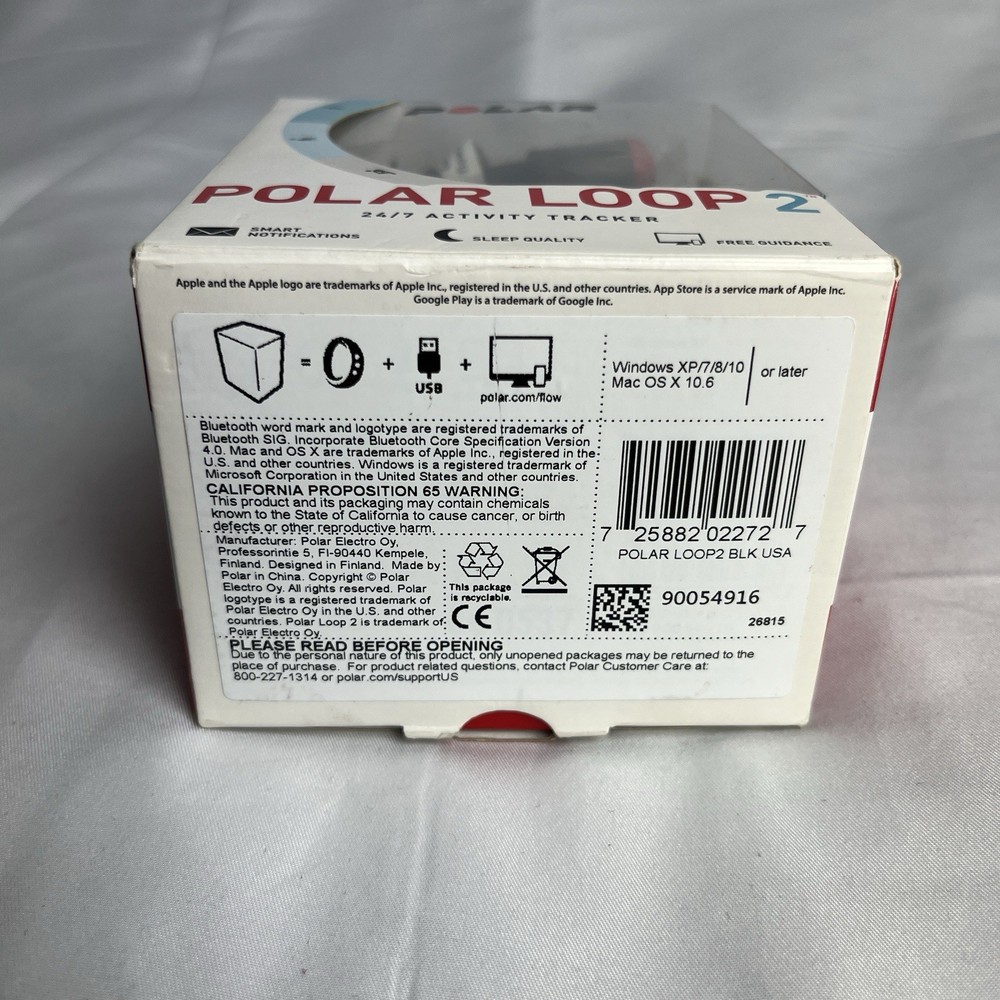 POLAR
POLAR LOOP 2™
24/7 ACTIVITY TRACKER
SMART
NOTIFICATIONS
SLEEP QUALITY
FREE GUIDANCE
Apple and the Apple logo are trademarks of Apple Inc., registered in the U.S. and other countries. App Store is a service mark of Apple Inc.
Google Play is a trademark of Google Inc.
= + USB + polar.com/flow
Windows XP/7/8/10
Mac OS X 10.6
or later
Bluetooth word mark and logotype are registered trademarks of
Bluetooth SIG. Incorporate Bluetooth Core Specification Version
4.0. Mac and OS X are trademarks of Apple Inc., registered in the
U.S. and other countries. Windows is a registered trademark of
Microsoft Corporation in the United States and other countries.
CALIFORNIA PROPOSITION 65 WARNING:
This product and its packaging may contain chemicals
known to the State of California to cause cancer, or birth
defects or other reproductive harm.
7 25882 02272 7
POLAR LOOP2 BLK USA
Manufacturer: Polar Electro Oy,
Professorintie 5, FI-90440 Kempele,
Finland. Designed in Finland. Made by
Polar in China. Copyright © Polar
Electro Oy. All rights reserved. Polar
logotype is a registered trademark of
Polar Electro Oy in the U.S. and other
countries. Polar Loop 2 is trademark of
Polar Electro Oy.
This package
is recyclable.
CE
90054916
26815
PLEASE READ BEFORE OPENING
Due to the personal nature of this product, only unopened packages may be returned to the
place of purchase. For product related questions, contact Polar Customer Care at:
800-227-1314 or polar.com/supportUS